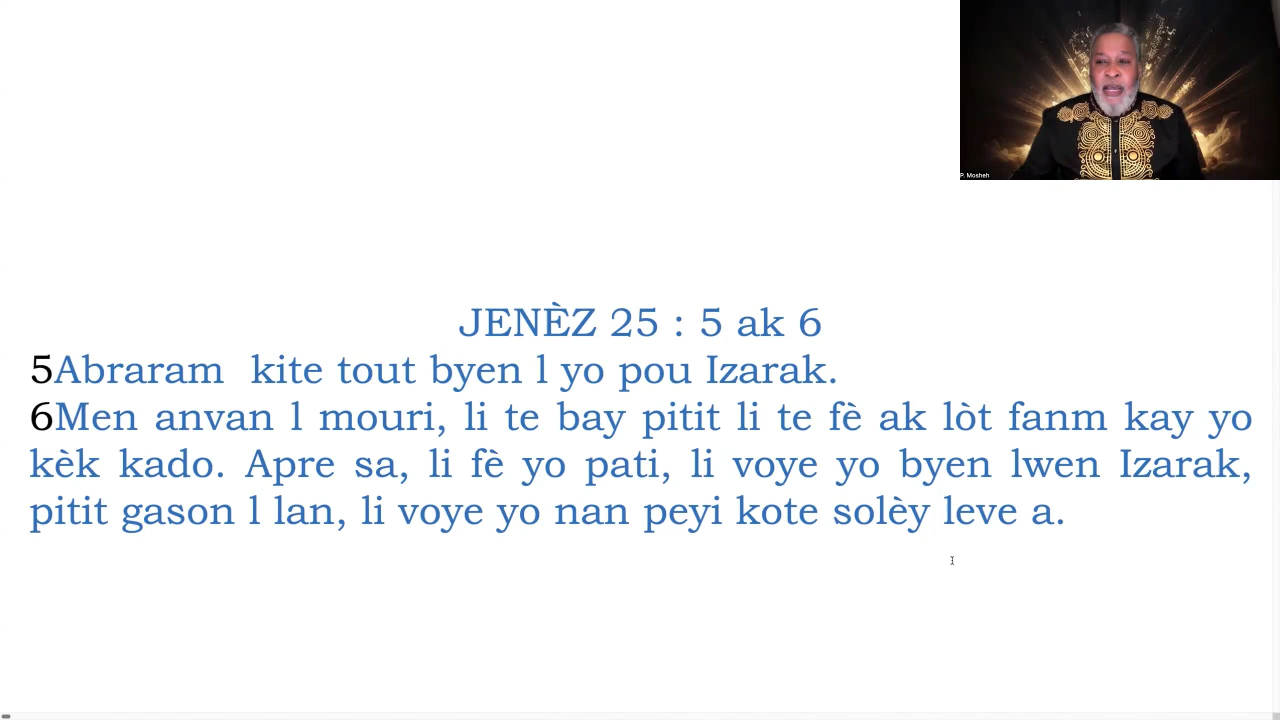 P. Mosheh
JENÈZ 25 : 5 ak 6
5Abraram kite tout byen l yo pou Izarak.
6Men anvan l mouri, li te bay pitit li te fè ak lòt fanm kay yo
kèk kado. Apre sa, li fè yo pati, li voye yo byen lwen Izarak,
pitit gason l lan, li voye yo nan peyi kote solèy leve a.